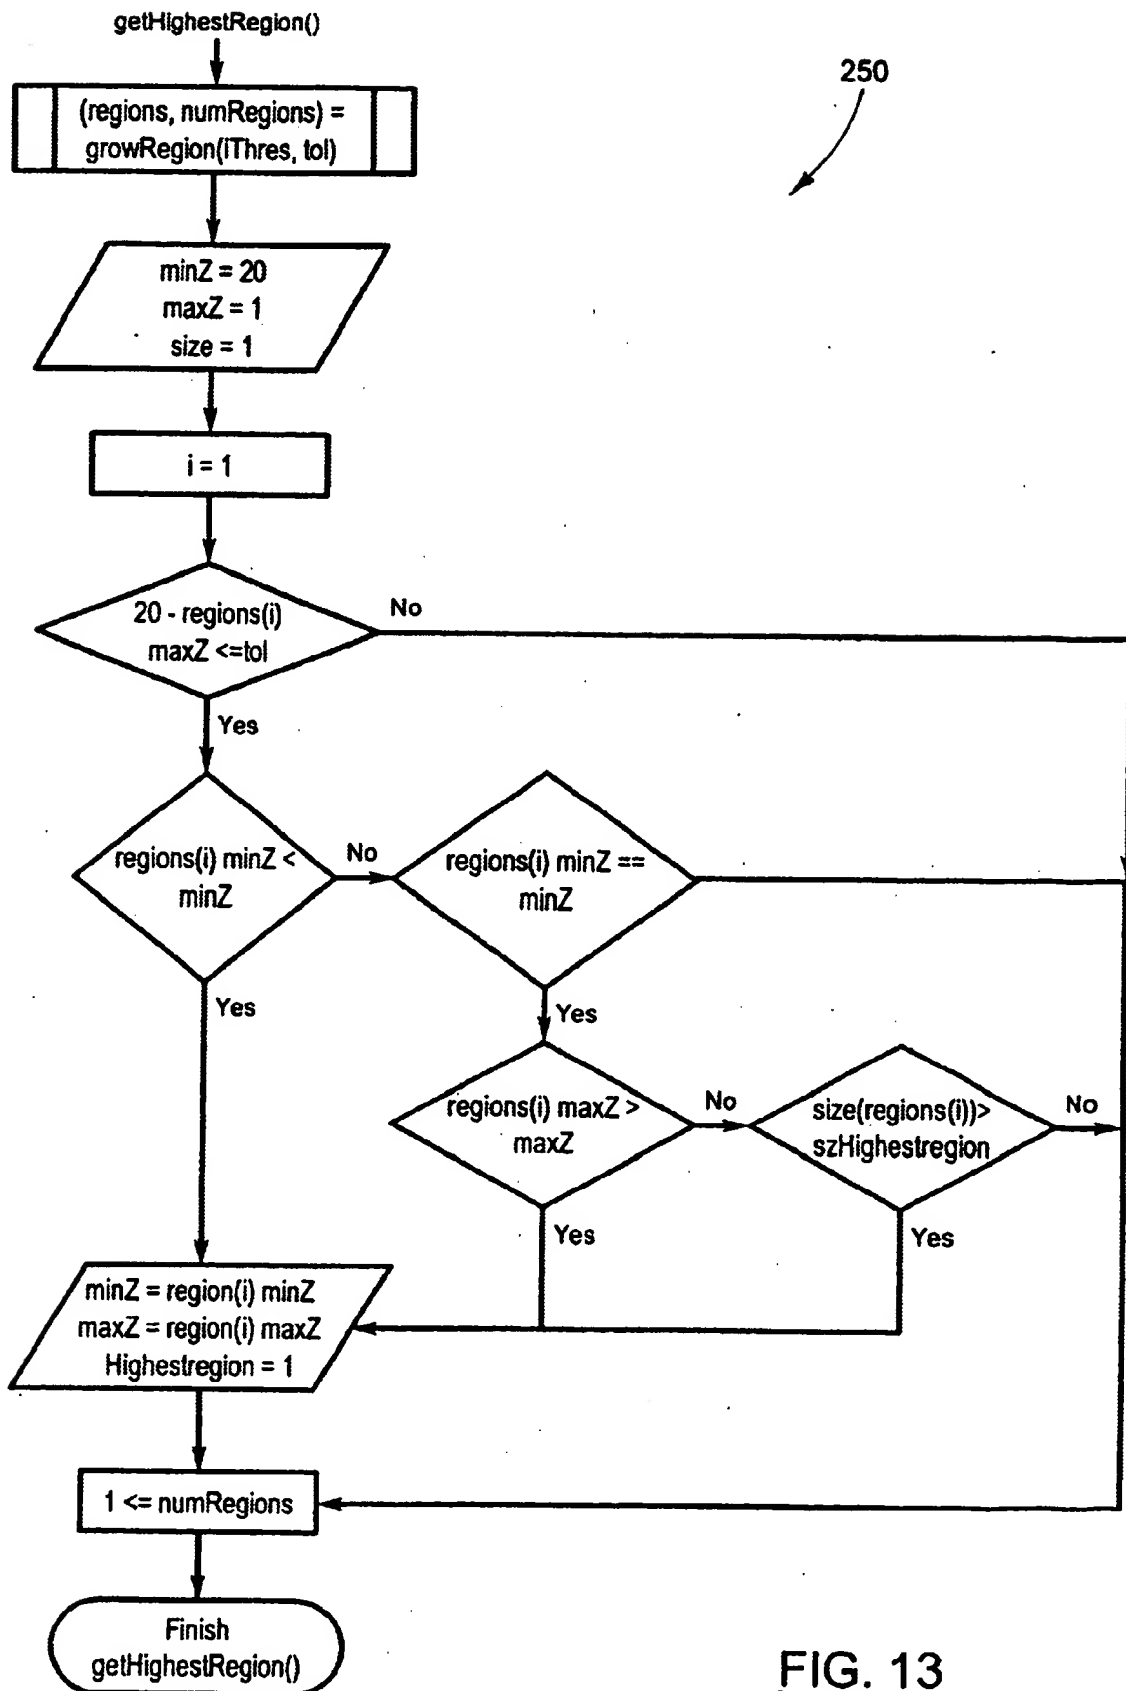 getHighestRegion()
250
(regions, numRegions) =
growRegion(iThres, tol)
minZ = 20
maxZ = 1
size = 1
i = 1
20 - regions(i)
maxZ <=tol
No
Yes
regions(i) minZ <
minZ
No
regions(i) minZ ==
minZ
Yes
Yes
regions(i) maxZ >
maxZ
No
size(regions(i))>
szHighestregion
No
Yes
Yes
minZ = region(i) minZ
maxZ = region(i) maxZ
Highestregion = 1
1 <= numRegions
Finish
getHighestRegion()
FIG. 13